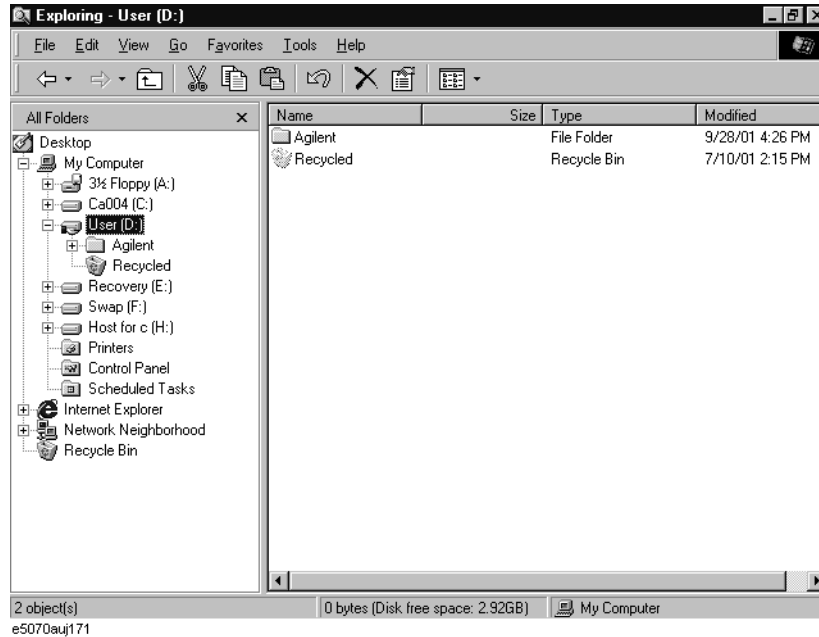 Exploring - User (D:)
File Edit View Go Favorites Tools Help
All Folders
Name Size Type Modified
Desktop
My Computer
3½ Floppy (A:)
Ca004 (C:)
User (D:)
Agilent
Recycled
Recovery (E:)
Swap (F:)
Host for c (H:)
Printers
Control Panel
Scheduled Tasks
Internet Explorer
Network Neighborhood
Recycle Bin
Agilent File Folder 9/28/01 4:26 PM
Recycled Recycle Bin 7/10/01 2:15 PM
2 object(s) 0 bytes (Disk free space: 2.92GB) My Computer
e5070auj171